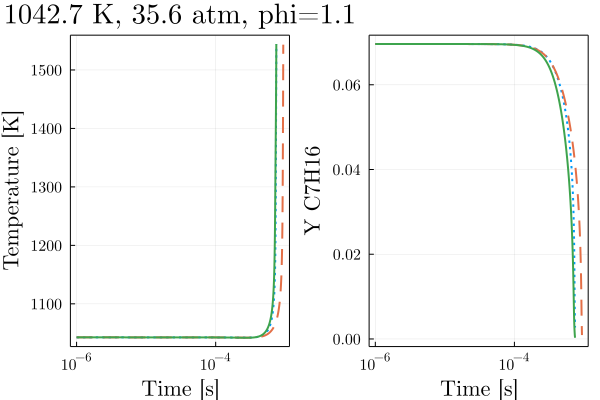 1042.7 K, 35.6 atm, phi=1.1
Temperature [K]
1500
1400
1300
1200
1100
10⁻⁶
10⁻⁴
Time [s]
Y C7H16
0.06
0.04
0.02
0.00
10⁻⁶
10⁻⁴
Time [s]